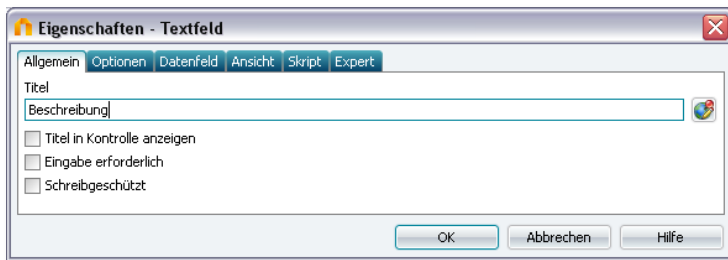 Eigenschaften - Textfeld
Allgemein Optionen Datenfeld Ansicht Skript Expert
Titel
Beschreibung
Titel in Kontrolle anzeigen
Eingabe erforderlich
Schreibgeschützt
OK Abbrechen Hilfe